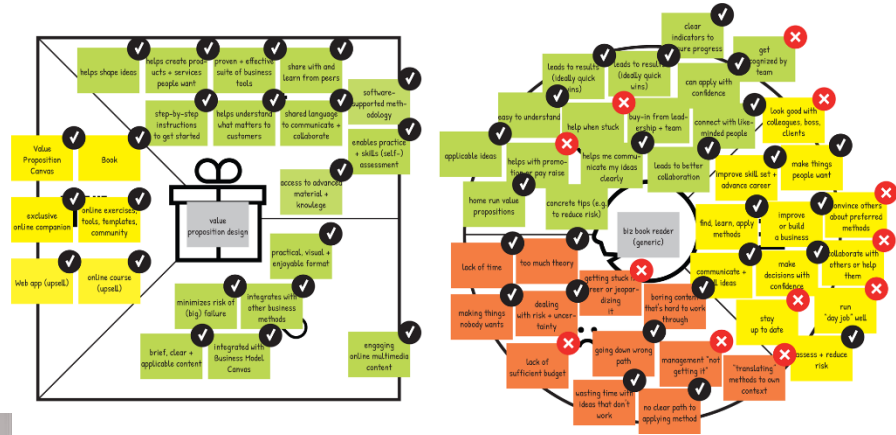 helps shape ideas
helps create prod-
ucts + services
people want
proven + effective
suite of business
tools
share with and
learn from peers
software-
supported meth-
odology
step-by-step
instructions
to get started
helps understand
what matters to
customers
shared language
to communicate +
collaborate
enables practice
+ skills (self-)
assessment
Value
Proposition
Canvas
Book
exclusive
online companion
online exercises,
tools, templates,
community
Web app (upsell)
online course
(upsell)
access to advanced
material +
knowlege
value
proposition design
practical, visual +
enjoyable format
minimizes risk of
(big) failure
integrates with
other business
methods
brief, clear +
applicable content
integrated with
Business Model
Canvas
engaging
online multimedia
content
clear
indicators to
ure progress
get
cognized by
team
leads to results
(ideally quick
wins)
leads to resul
(ideally quick
wins)
can apply with
confidence
look good with
colleagues, boss,
clients
easy to understand
help when stuck
buy-in from lead-
ership + team
connect with like-
minded people
applicable ideas
helps with promo-
tion or pay raise
helps me commu-
nicate my ideas
clearly
leads to better
collaboration
improve skill set +
advance career
make things
people want
home run value
propositions
concrete tips (e.g.
to reduce risk)
biz book reader
(generic)
find, learn, apply
methods
improve
or build
a business
onvince others
about preferred
methods
communicate +
ll ideas
make
decisions with
confidence
collaborate with
others or help
them
lack of time
too much theory
getting stuck in
reer or jeopar-
dizing
it
boring content
that's hard to work
through
making things
nobody wants
dealing
with risk + uncer-
tainty
stay
up to date
run
"day job" well
assess + reduce
risk
lack of
sufficient budget
going down wrong
path
management "not
getting it"
"translating"
methods to own
context
wasting time with
ideas that don't
work
no clear path to
applying method